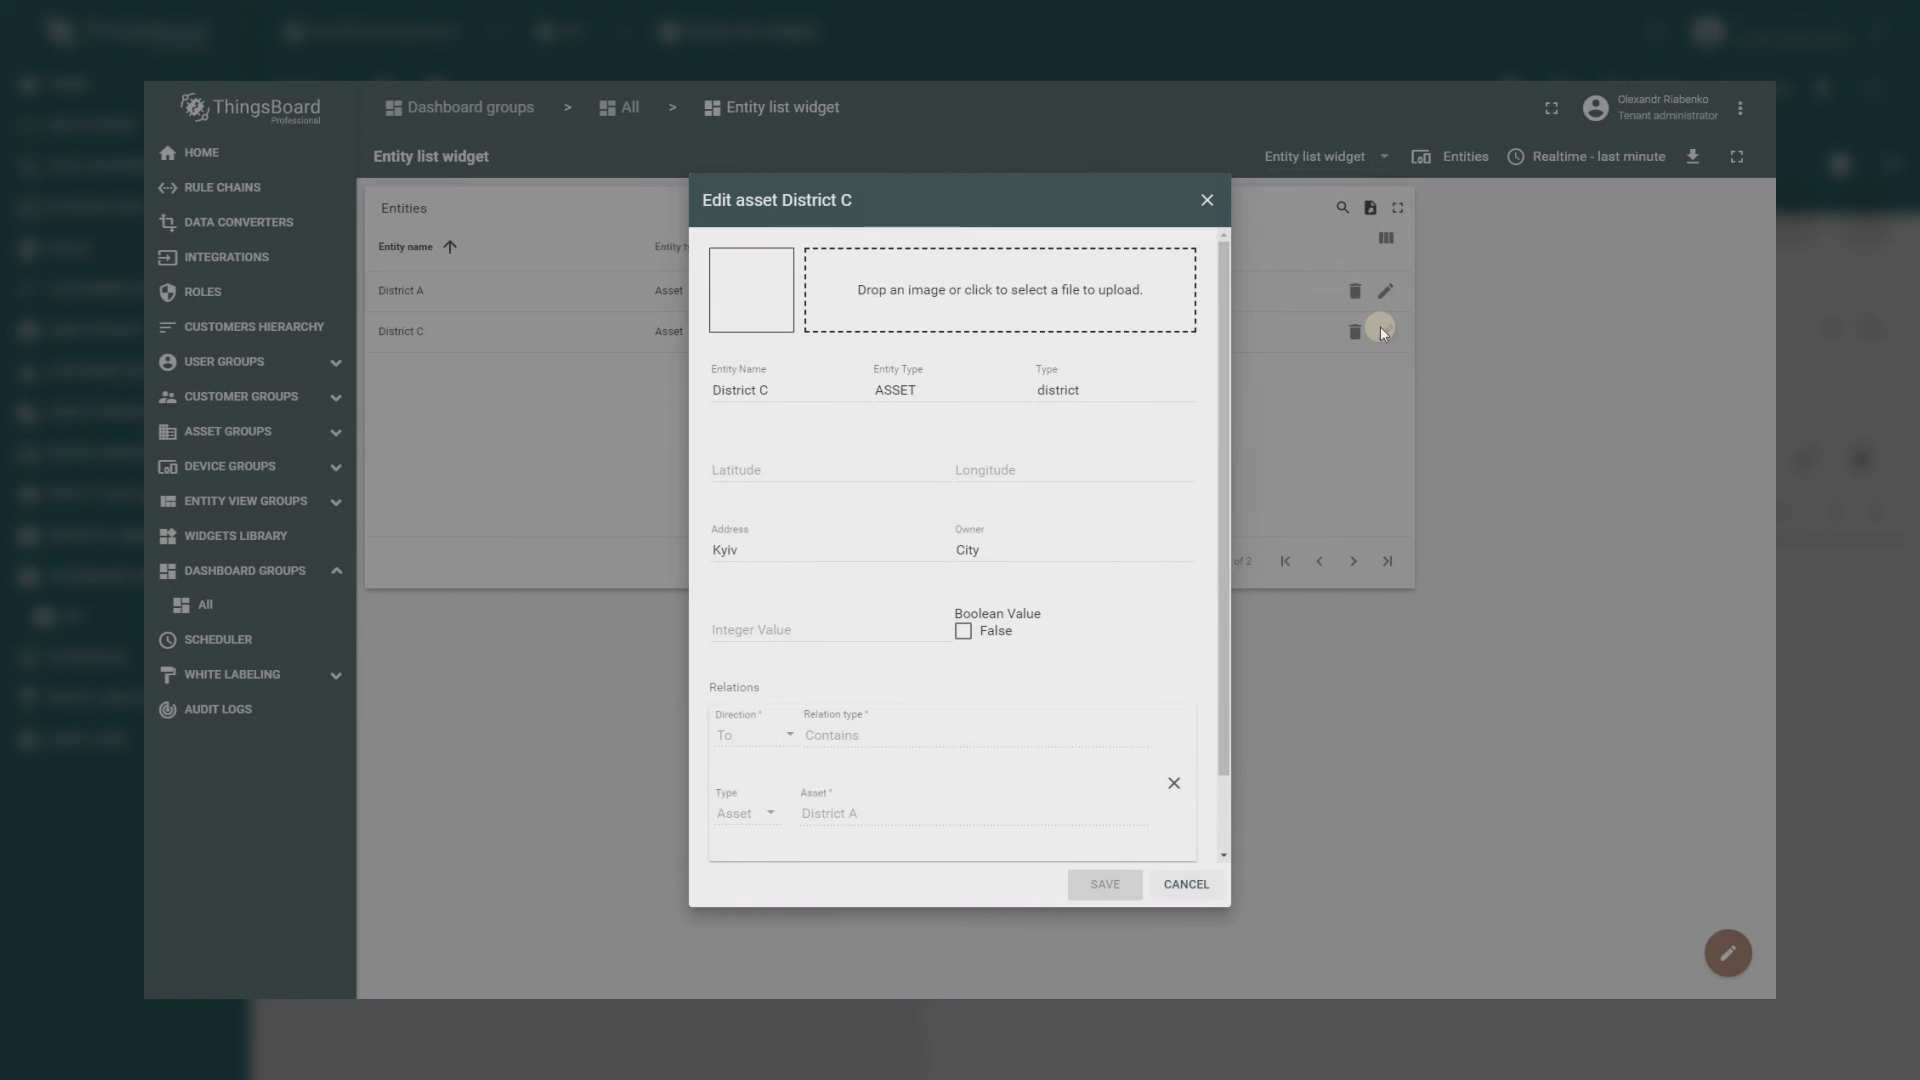 ThingsBoard
Professional
Dashboard groups > All > Entity list widget
Olexandr Riabenko
Tenant administrator
HOME
RULE CHAINS
DATA CONVERTERS
INTEGRATIONS
ROLES
CUSTOMERS HIERARCHY
USER GROUPS
CUSTOMER GROUPS
ASSET GROUPS
DEVICE GROUPS
ENTITY VIEW GROUPS
WIDGETS LIBRARY
DASHBOARD GROUPS
All
SCHEDULER
WHITE LABELING
AUDIT LOGS
Entity list widget
Entity list widget Entities Realtime - last minute
Entities
Entity name Entity t
District A Asset
District C Asset
of 2
Edit asset District C
Drop an image or click to select a file to upload.
Entity Name Entity Type Type
District C ASSET district
Latitude Longitude
Address Owner
Kyiv City
Boolean Value
Integer Value False
Relations
Direction * Relation type *
To Contains
Type Asset *
Asset District A
SAVE CANCEL